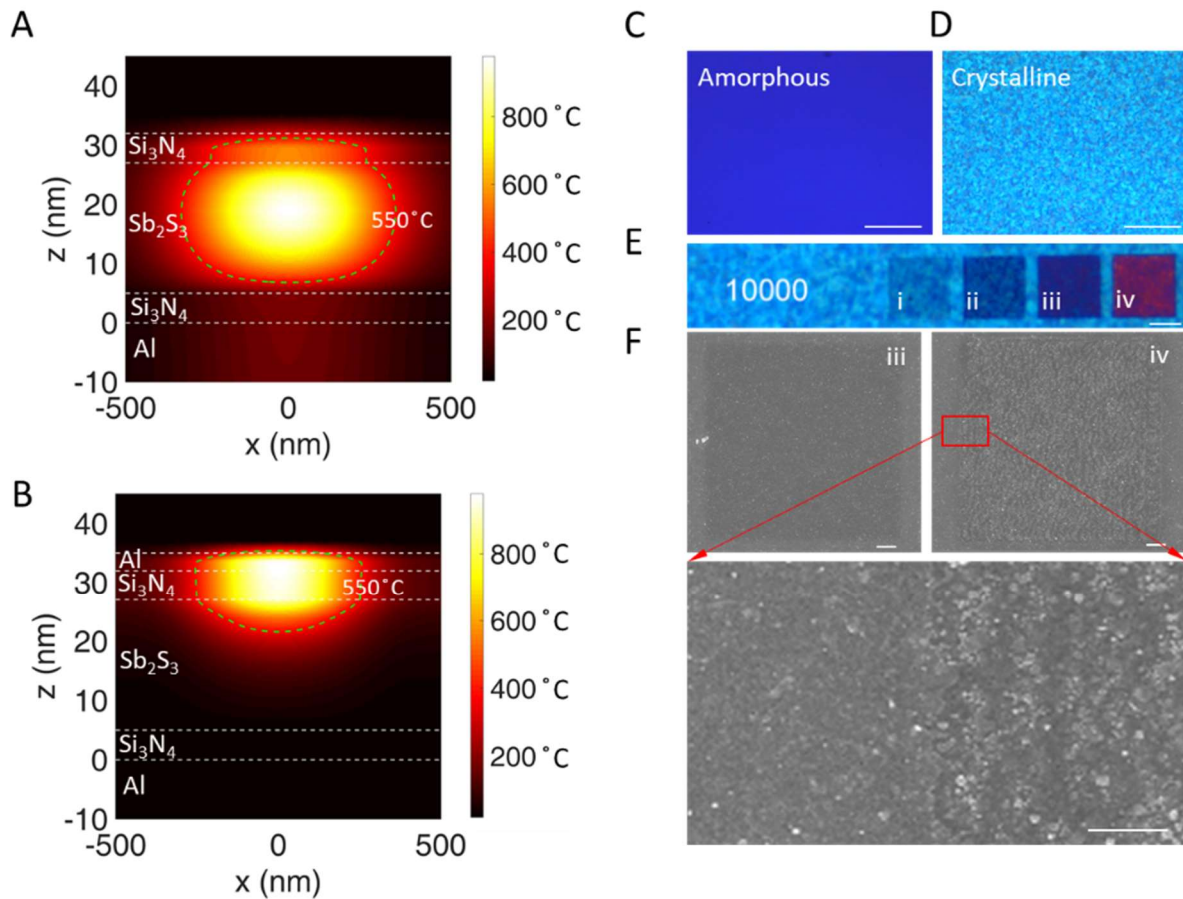 A
40
30
20
10
0
-10
z (nm)
Si₃N₄
Sb₂S₃
Si₃N₄
Al
550˚C
-500
0
500
x (nm)
800 ˚C
600 ˚C
400 ˚C
200 ˚C
B
40
30
20
10
0
-10
z (nm)
Al
Si₃N₄
Sb₂S₃
Si₃N₄
Al
550˚C
-500
0
500
x (nm)
800 ˚C
600 ˚C
400 ˚C
200 ˚C
C
Amorphous
D
Crystalline
E
10000
i
ii
iii
iv
F
iii
iv